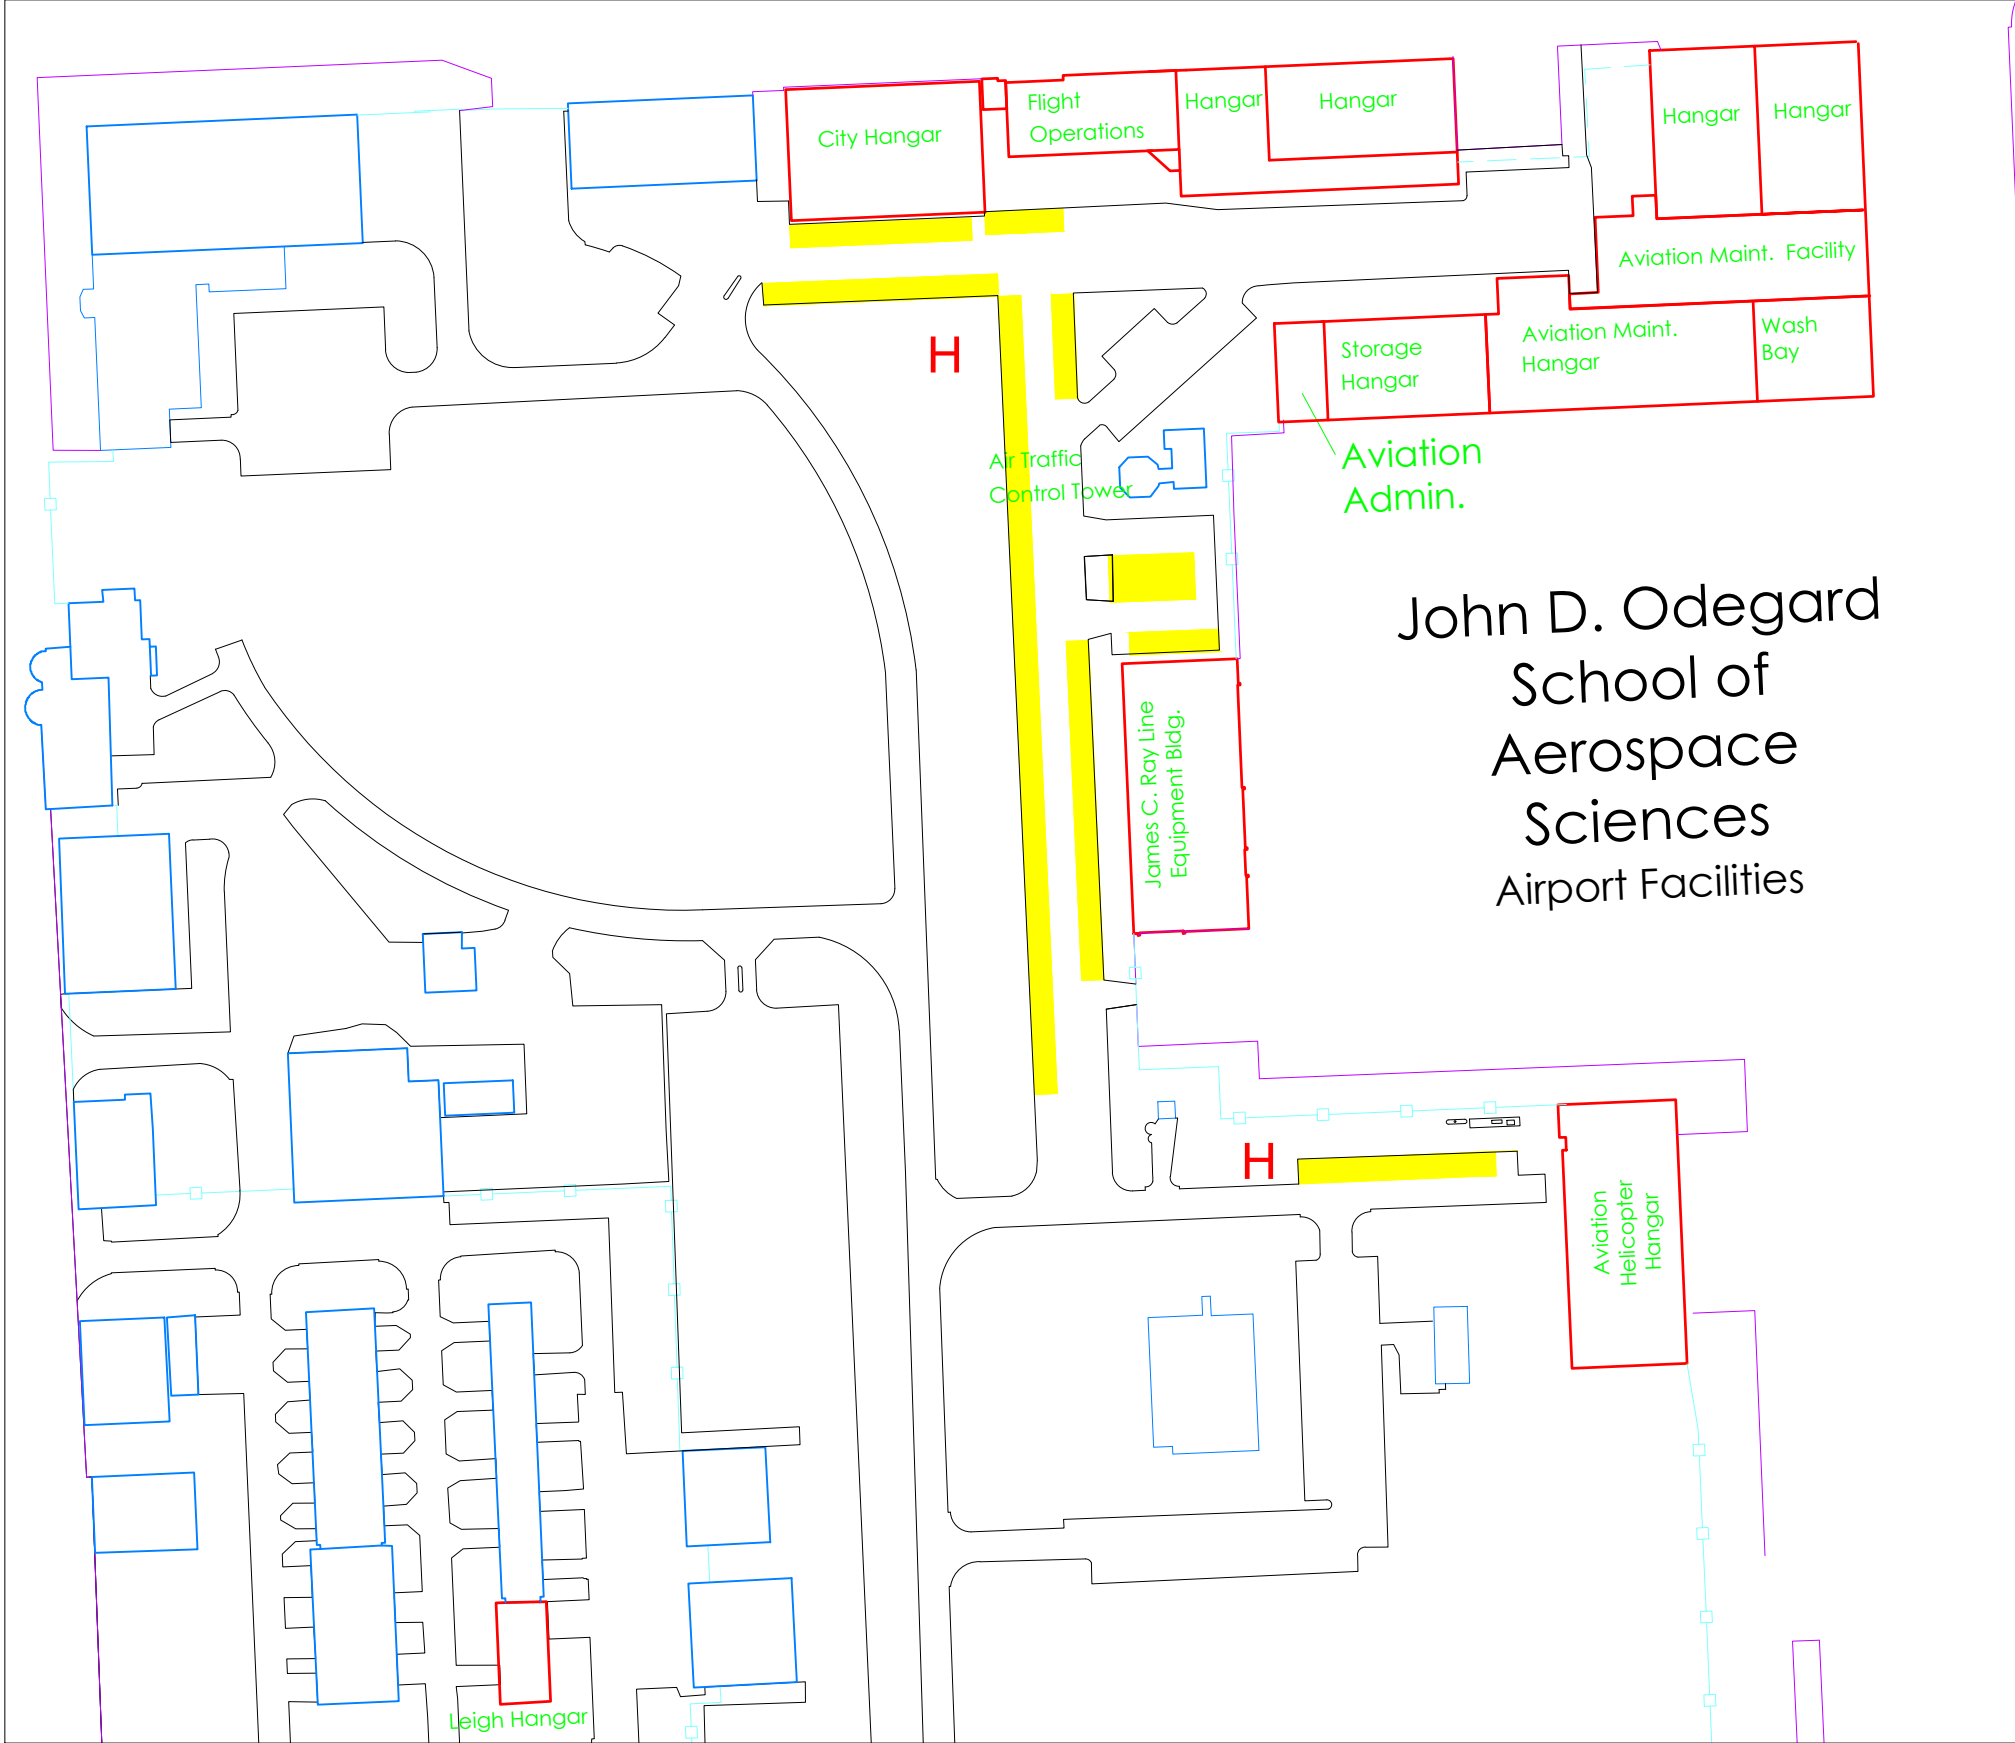 Flight
Operations
Hangar
Hangar
City Hangar
Hangar
Hangar
Aviation Maint. Facility
H
Storage
Hangar
Aviation Maint.
Hangar
Wash
Bay
Air Traffic
Control Tower
Aviation
Admin.
John D. Odegard
School of
Aerospace
Sciences
Airport Facilities
James C. Ray Line
Equipment Bldg.
H
Aviation
Helicopter
Hangar
Leigh Hangar